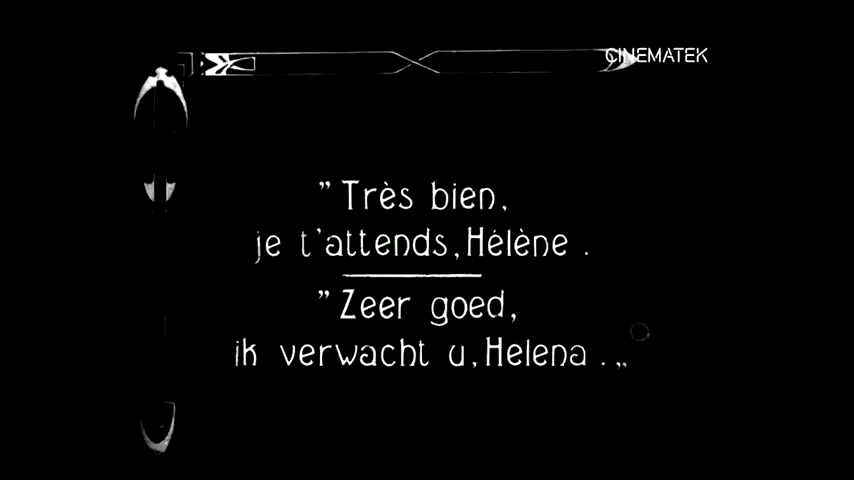 CINEMATEK
”Très bien,
je t'attends, Hélène .
”Zeer goed,
ik verwacht u, Helena .„